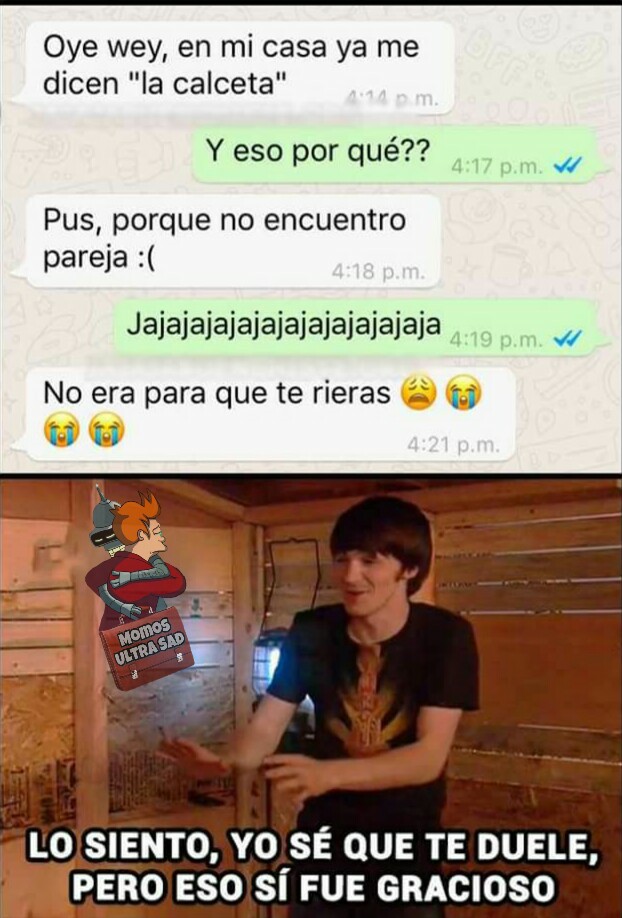 Oye wey, en mi casa ya me
dicen "la calceta"
4:14 p.m.
Y eso por qué??
4:17 p.m.
Pus, porque no encuentro
pareja :(
4:18 p.m.
Jajajajajajajajajajajajaja
4:19 p.m.
No era para que te rieras 😩 😭
😭 😭
4:21 p.m.
MOMOS
ULTRA SAD
LO SIENTO, YO SÉ QUE TE DUELE,
PERO ESO SÍ FUE GRACIOSO